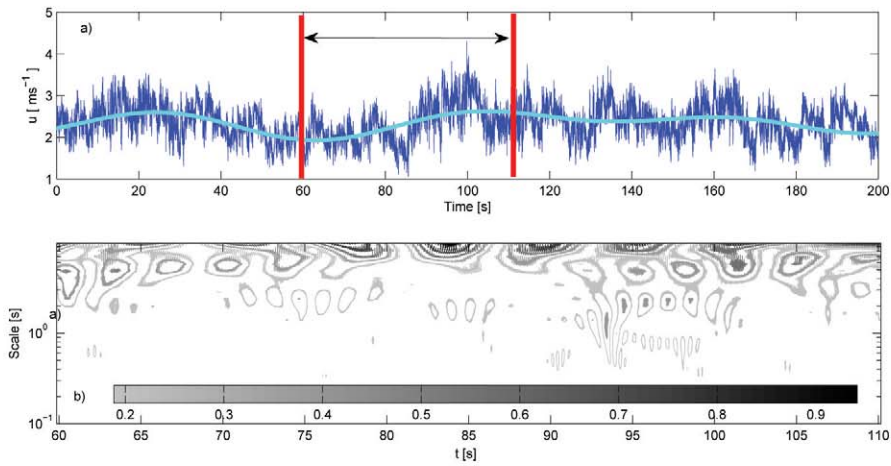 5
a)
4
3
2
1
u [ ms⁻¹ ]
0 20 40 60 80 100 120 140 160 180 200
Time [s]
a)
10⁰
Scale [s]
b)
0.2 0.3 0.4 0.5 0.6 0.7 0.8 0.9
10⁻¹
60 65 70 75 80 85 90 95 100 105 110
t [s]